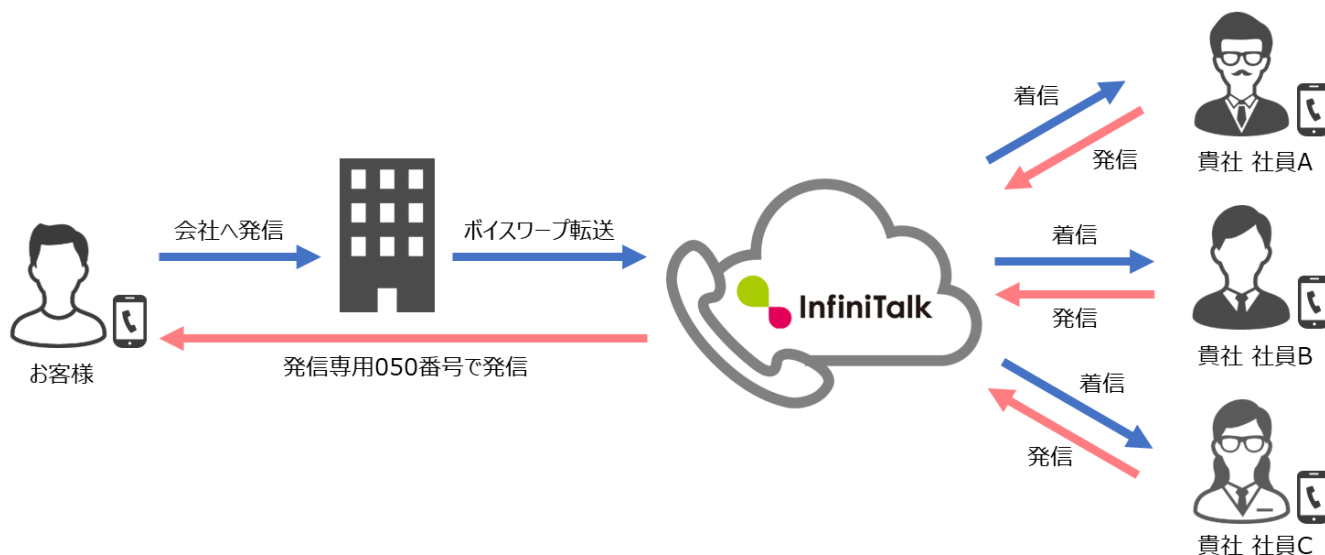 お客様
会社へ発信
ボイスワープ転送
発信専用050番号で発信
InfiniTalk
着信
発信
貴社 社員A
着信
発信
貴社 社員B
着信
発信
貴社 社員C